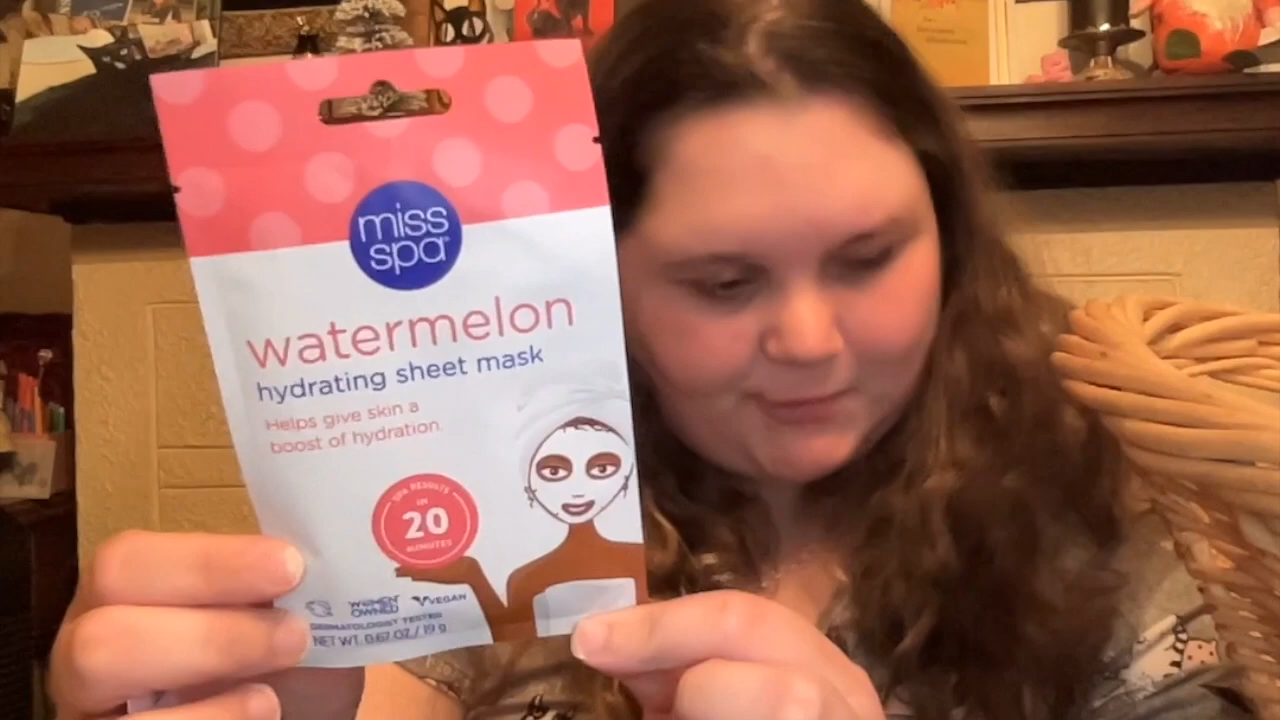 miss
spa
watermelon
hydrating sheet mask
Helps give skin a
boost of hydration.
SPA RESULTS
IN
20
MINUTES
WOMEN
OWNED
VEGAN
DERMATOLOGIST TESTED
NET WT. 0.67 OZ / 19 g